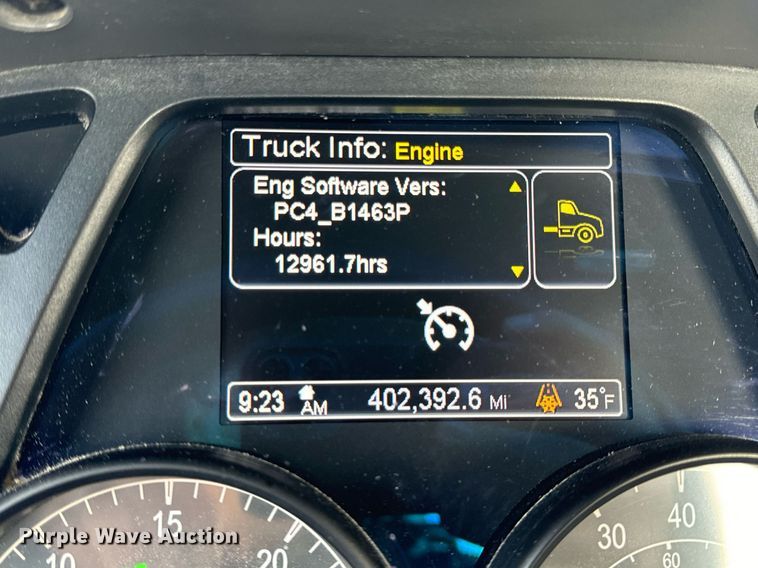 Truck Info: Engine
Eng Software Vers:
PC4_B1463P
Hours:
12961.7hrs
9:23 AM 402,392.6 Mi 35°F
10 15 20
30 40
60
Purple Wave Auction